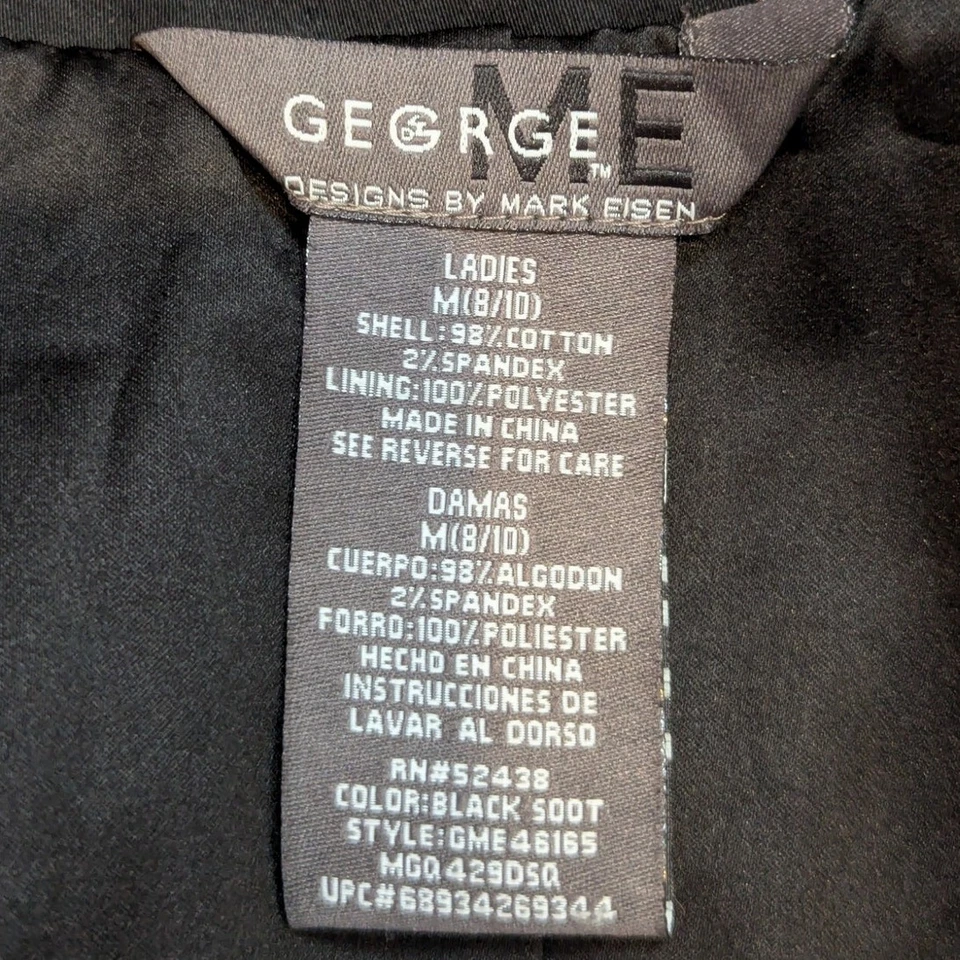 GEORGE ME
™
DESIGNS BY MARK EISEN
LADIES
M(8/10)
SHELL:98%COTTON
2%SPANDEX
LINING:100%POLYESTER
MADE IN CHINA
SEE REVERSE FOR CARE
DAMAS
M(8/10)
CUERPO:98%ALGODON
2%SPANDEX
FORRO:100%POLIESTER
HECHO EN CHINA
INSTRUCCIONES DE
LAVAR AL DORSO
RN#52438
COLOR:BLACK SOOT
STYLE:GME46165
MGQ429DSQ
UPC#68934269344